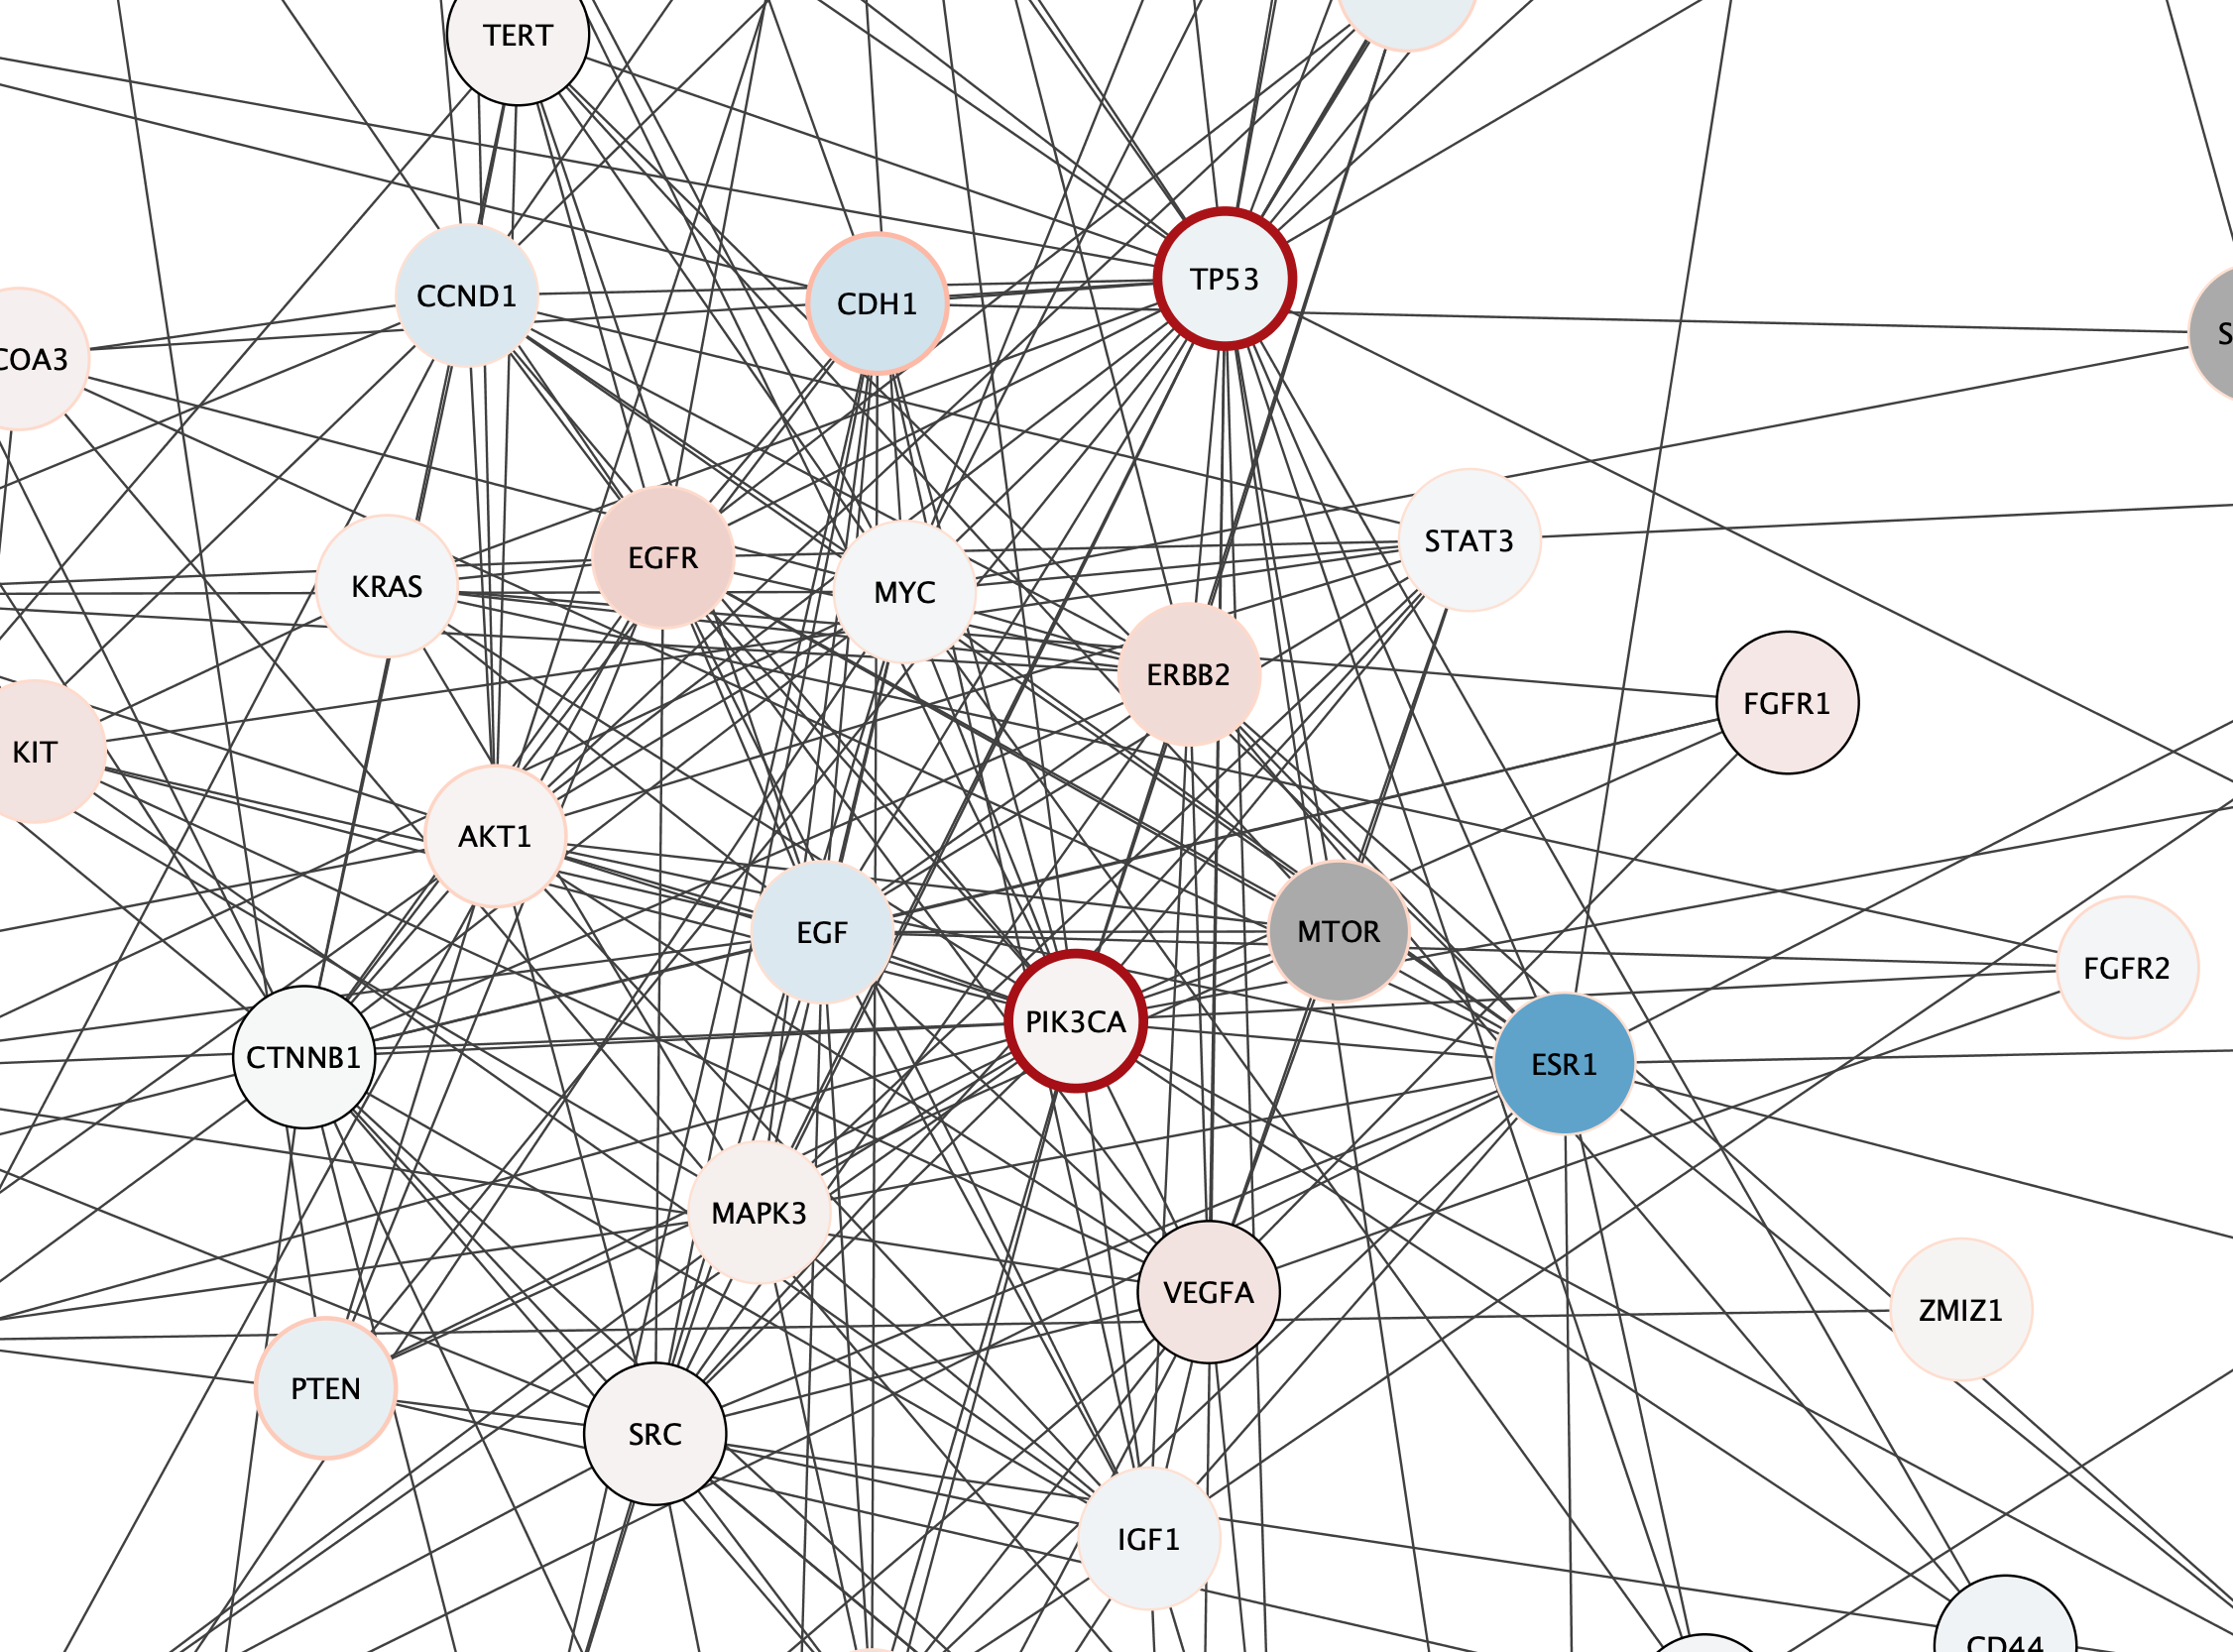 TERT
TP53
CCND1
CDH1
COA3
S
STAT3
EGFR
KRAS
MYC
ERBB2
FGFR1
KIT
AKT1
EGF
MTOR
FGFR2
PIK3CA
CTNNB1
ESR1
MAPK3
VEGFA
ZMIZ1
PTEN
SRC
IGF1
CD44